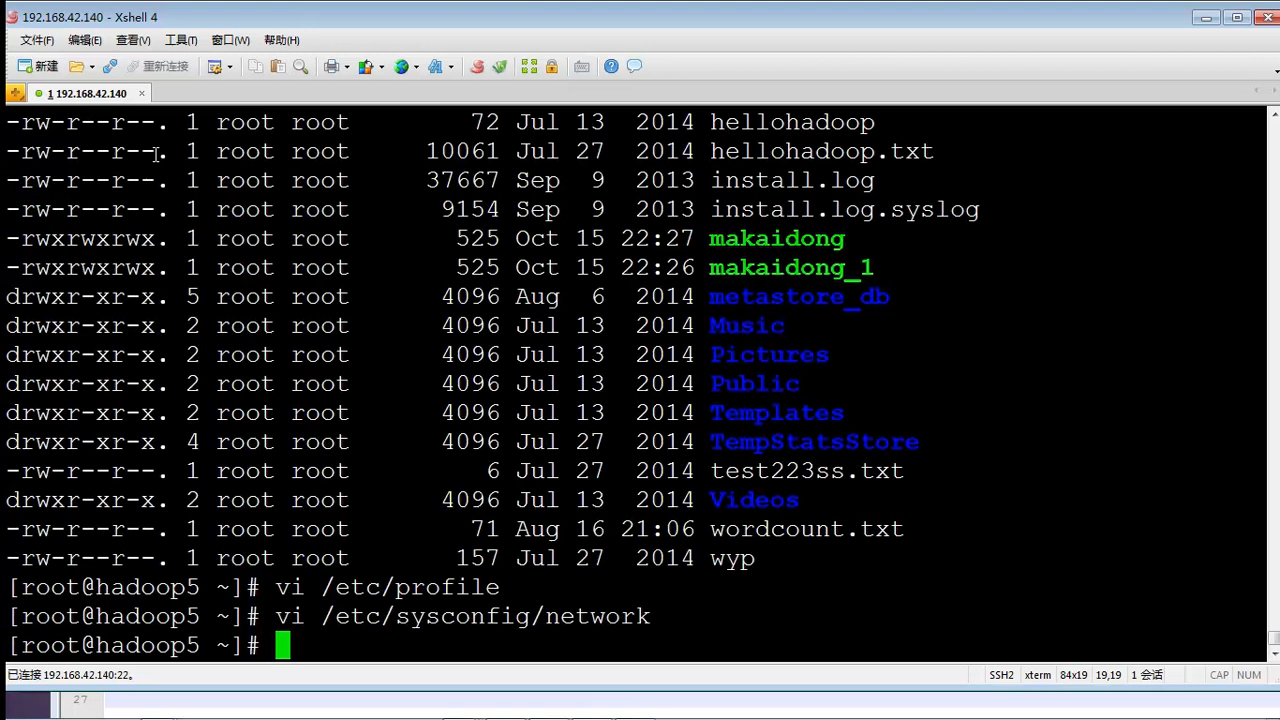 192.168.42.140 - Xshell 4
文件(F) 编辑(E) 查看(V) 工具(T) 窗口(W) 帮助(H)
新建 重新连接
1 192.168.42.140 ×
-rw-r--r--. 1 root root 72 Jul 13 2014 hellohadoop
-rw-r--r--. 1 root root 10061 Jul 27 2014 hellohadoop.txt
-rw-r--r--. 1 root root 37667 Sep 9 2013 install.log
-rw-r--r--. 1 root root 9154 Sep 9 2013 install.log.syslog
-rwxrwxrwx. 1 root root 525 Oct 15 22:27 makaidong
-rwxrwxrwx. 1 root root 525 Oct 15 22:26 makaidong_1
drwxr-xr-x. 5 root root 4096 Aug 6 2014 metastore_db
drwxr-xr-x. 2 root root 4096 Jul 13 2014 Music
drwxr-xr-x. 2 root root 4096 Jul 13 2014 Pictures
drwxr-xr-x. 2 root root 4096 Jul 13 2014 Public
drwxr-xr-x. 2 root root 4096 Jul 13 2014 Templates
drwxr-xr-x. 4 root root 4096 Jul 27 2014 TempStatsStore
-rw-r--r--. 1 root root 6 Jul 27 2014 test223ss.txt
drwxr-xr-x. 2 root root 4096 Jul 13 2014 Videos
-rw-r--r--. 1 root root 71 Aug 16 21:06 wordcount.txt
-rw-r--r--. 1 root root 157 Jul 27 2014 wyp
[root@hadoop5 ~]# vi /etc/profile
[root@hadoop5 ~]# vi /etc/sysconfig/network
[root@hadoop5 ~]#
已连接 192.168.42.140:22。 SSH2 xterm 84x19 19,19 1 会话 CAP NUM
27